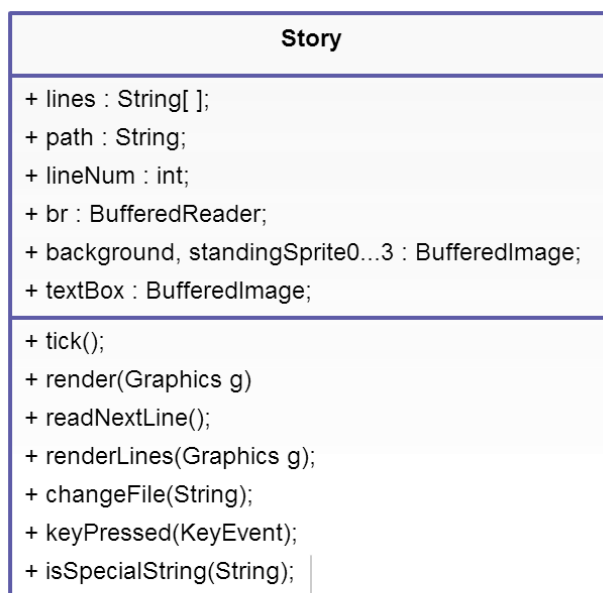 Story
+ lines : String[ ];
+ path : String;
+ lineNum : int;
+ br : BufferedReader;
+ background, standingSprite0...3 : BufferedImage;
+ textBox : BufferedImage;
+ tick();
+ render(Graphics g)
+ readNextLine();
+ renderLines(Graphics g);
+ changeFile(String);
+ keyPressed(KeyEvent);
+ isSpecialString(String);